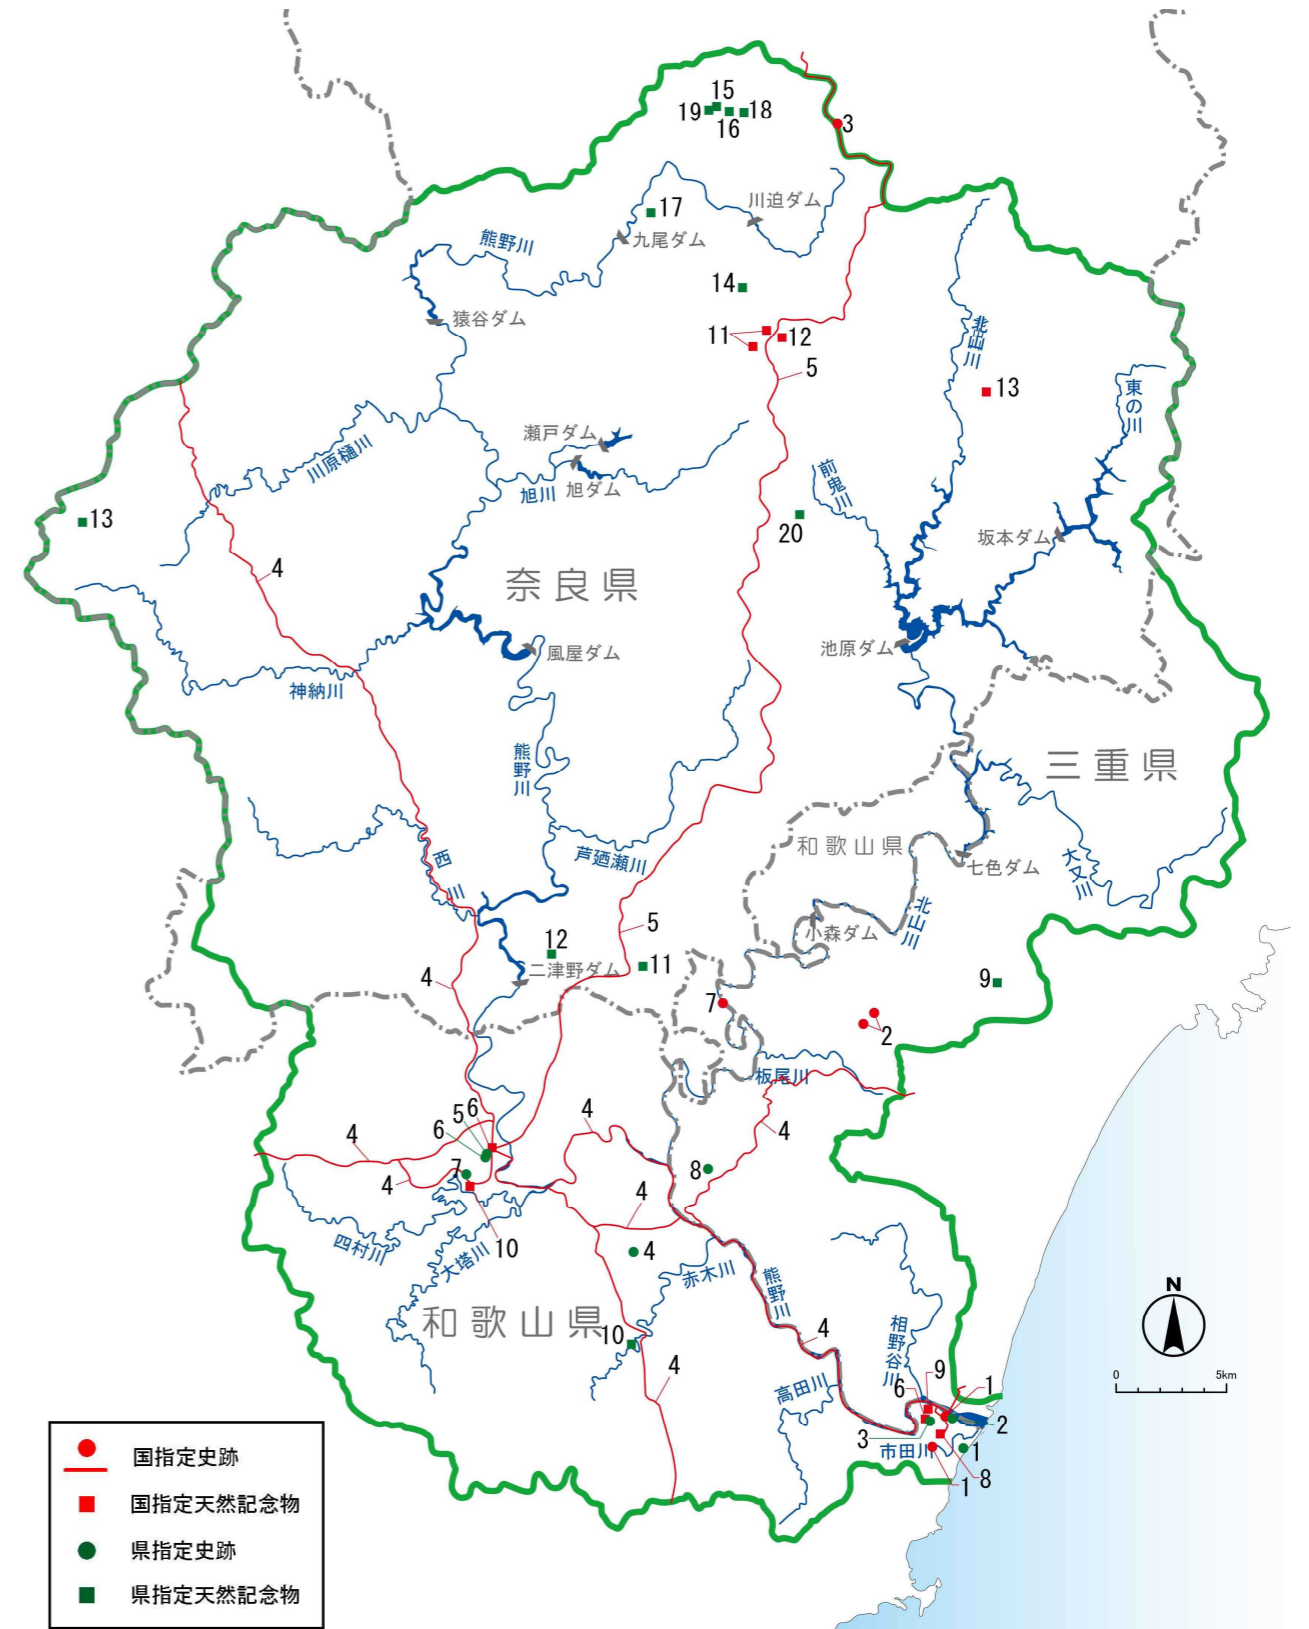 15
19
18
16
3
17
川迫ダム
九尾ダム
熊野川
14
猿谷ダム
11
12
5
北山川
13
東の川
瀬戸ダム
川原樋川
旭川
旭ダム
前鬼川
13
20
坂本ダム
4
奈良県
池原ダム
風屋ダム
神納川
熊野川
三重県
和歌山県
七色ダム
大又川
西川
芦廼瀬川
北山川
小森ダム
5
12
二津野ダム
11
4
9
7
2
板尾川
4
5
6
6
4
4
4
7
8
4
10
四村川
大塔川
4
赤木川
熊野川
和歌山県
10
4
4
相野谷川
高田川
N
0
5km
9
1
6
2
3
市田川
1
8
1
国指定史跡
国指定天然記念物
県指定史跡
県指定天然記念物